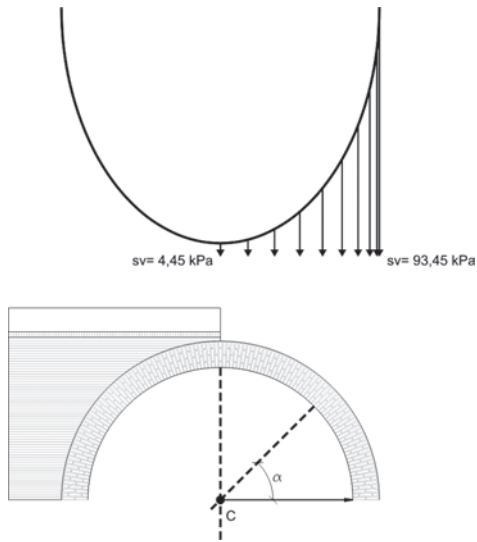 sv= 4,45 kPa
sv= 93,45 kPa
α
C